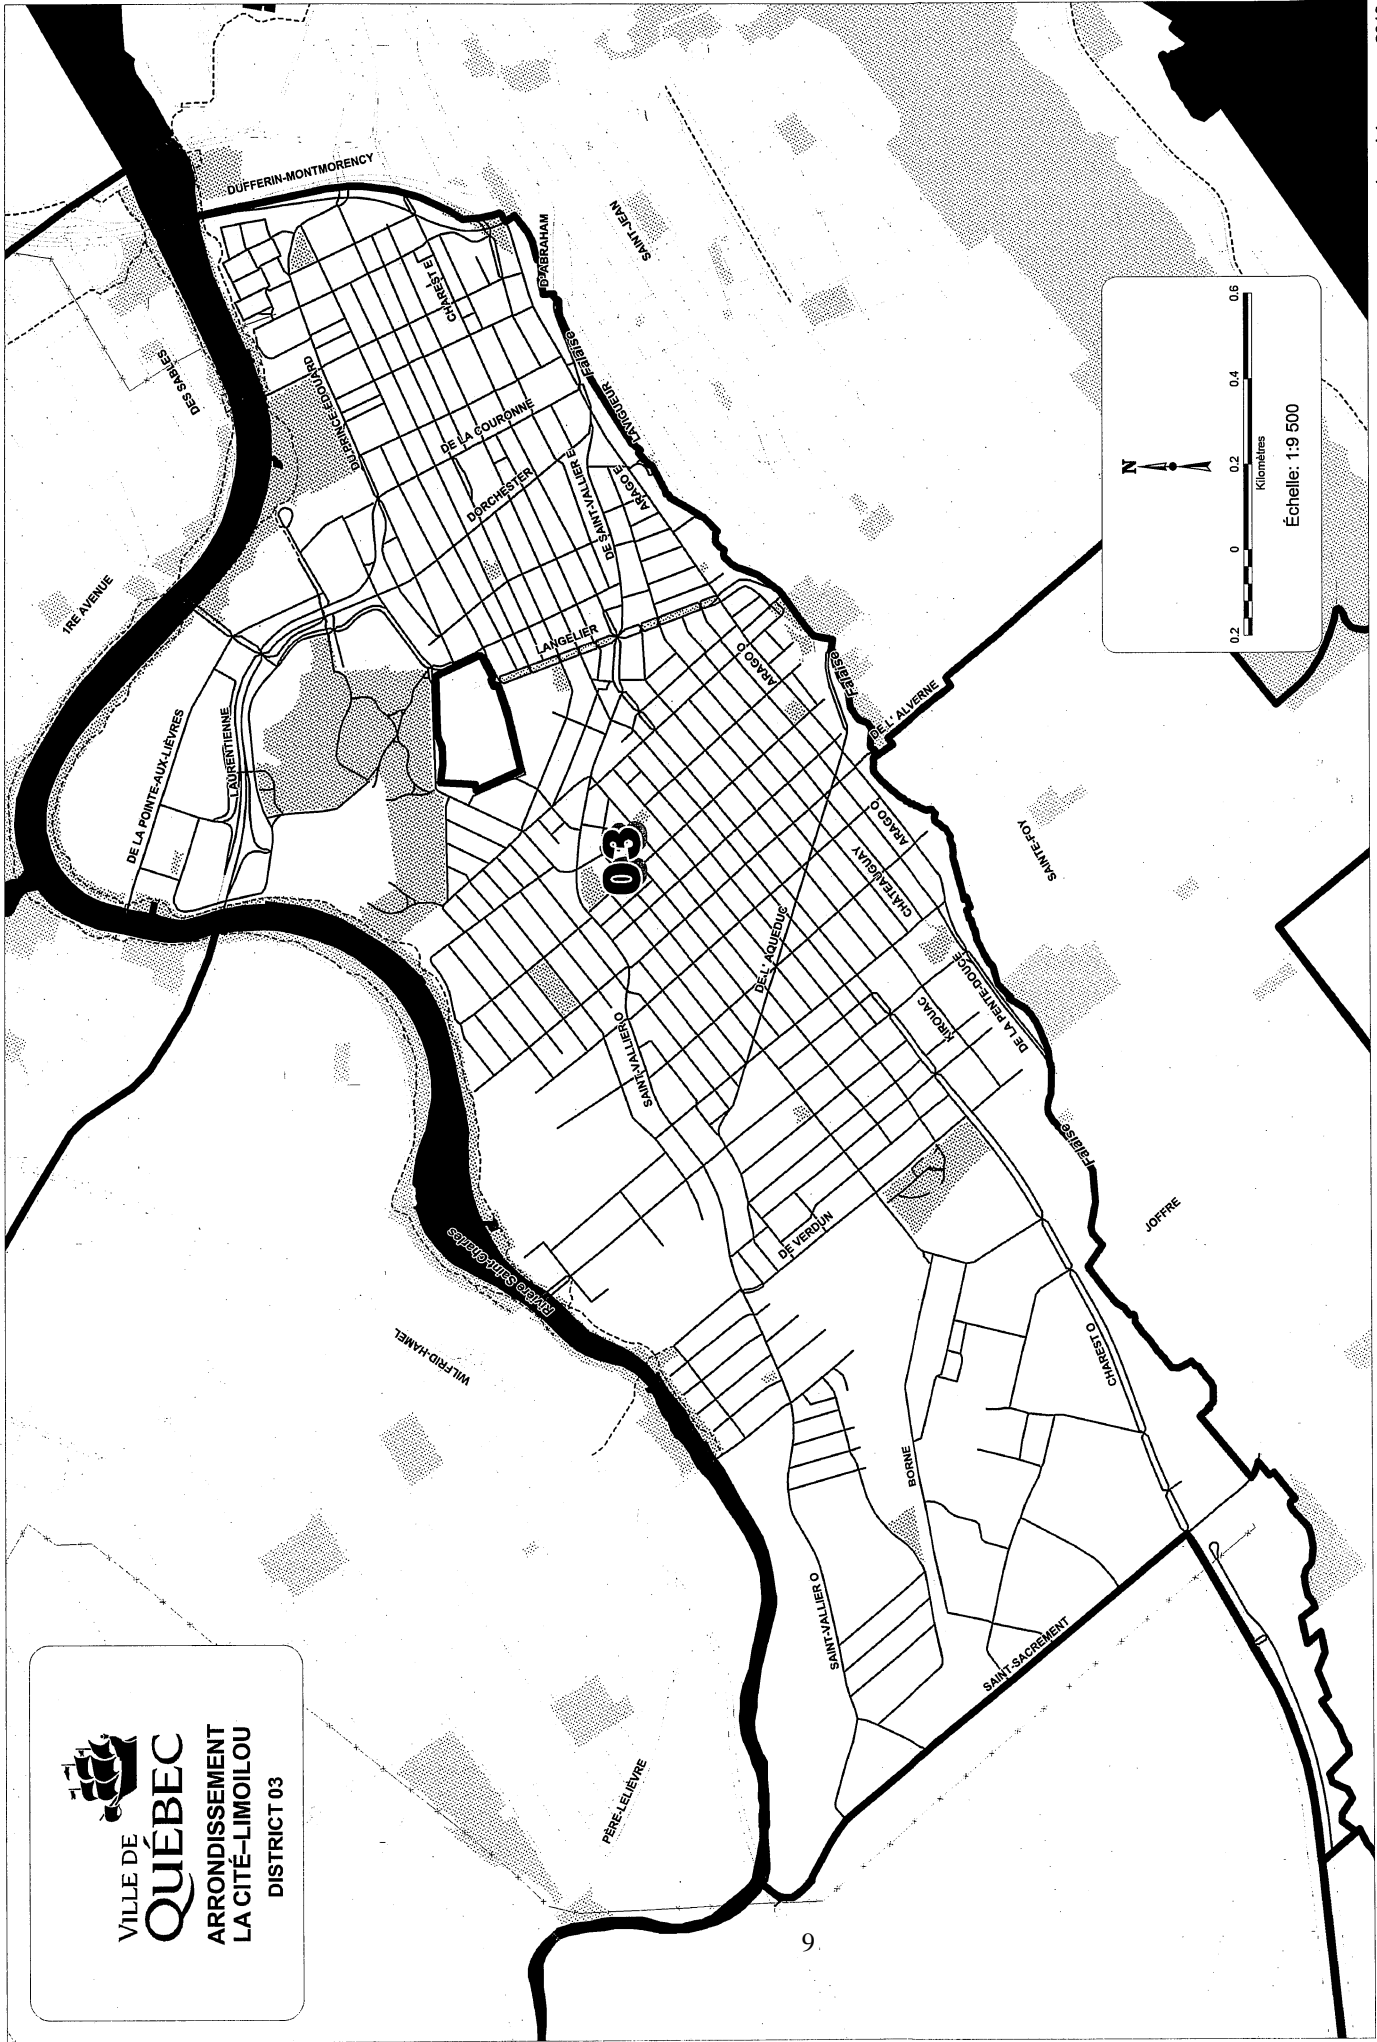 VILLE DE
QUÉBEC
ARRONDISSEMENT
LA CITÉ–LIMOILOU
DISTRICT 03
PÈRE-LELIÈVRE
WILFRID-HAMEL
Rivière Saint-Charles
1RE AVENUE
DES SABLES
DUFFERIN-MONTMORENCY
DE LA POINTE-AUX-LIÈVRES
LAURENTIENNE
DU PRINCE-ÉDOUARD
CHAREST E
D'ABRAHAM
SAINT-JEAN
DE LA COURONNE
DORCHESTER
DE SAINT-VALLIER E
ARAGO E
Falaise
LAVIGUEUR
LANGELIER
ARAGO O
Falaise
DE L'ALVERNE
03
SAINT-VALLIER O
DE L'AQUEDUC
CHÂTEAUGUAY
ARAGO O
KIROUAC
DE LA PENTE-DOUCE
SAINTE-FOY
Falaise
JOFFRE
DE VERDUN
CHAREST O
BORNE
SAINT-VALLIER O
SAINT-SACREMENT
N
0.2 0 0.2 0.4 0.6
Kilomètres
Échelle: 1:9 500
9